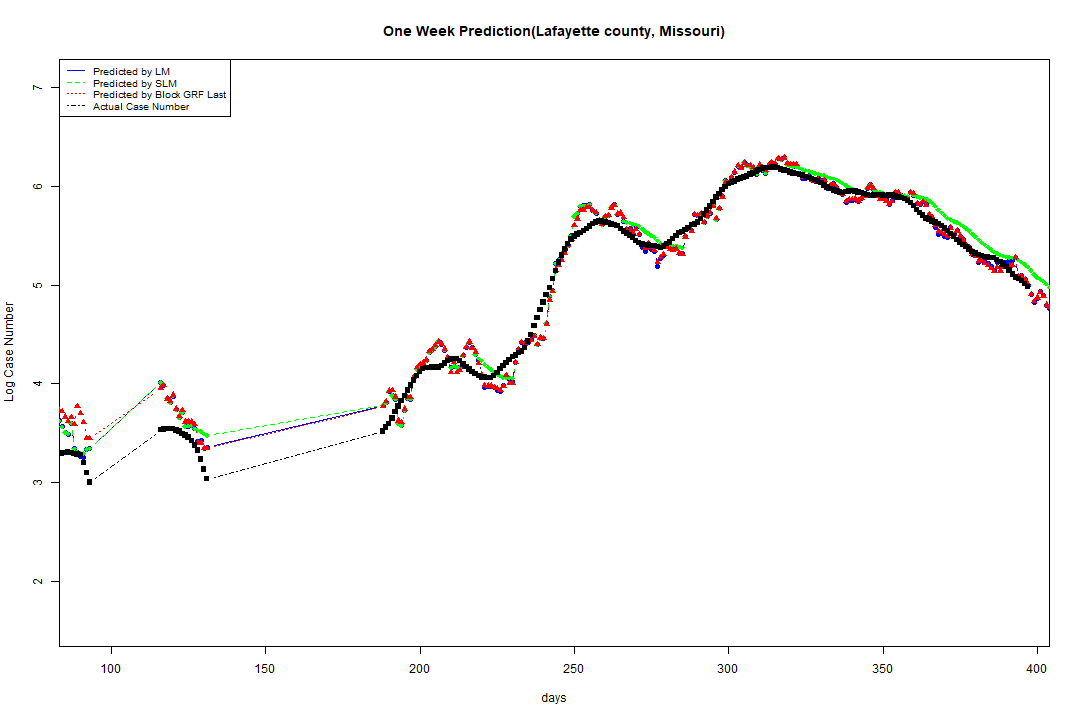 One Week Prediction(Lafayette county, Missouri)
Predicted by LM
Predicted by SLM
Predicted by Block GRF Last
Actual Case Number
7
6
5
4
3
2
Log Case Number
100 150 200 250 300 350 400
days